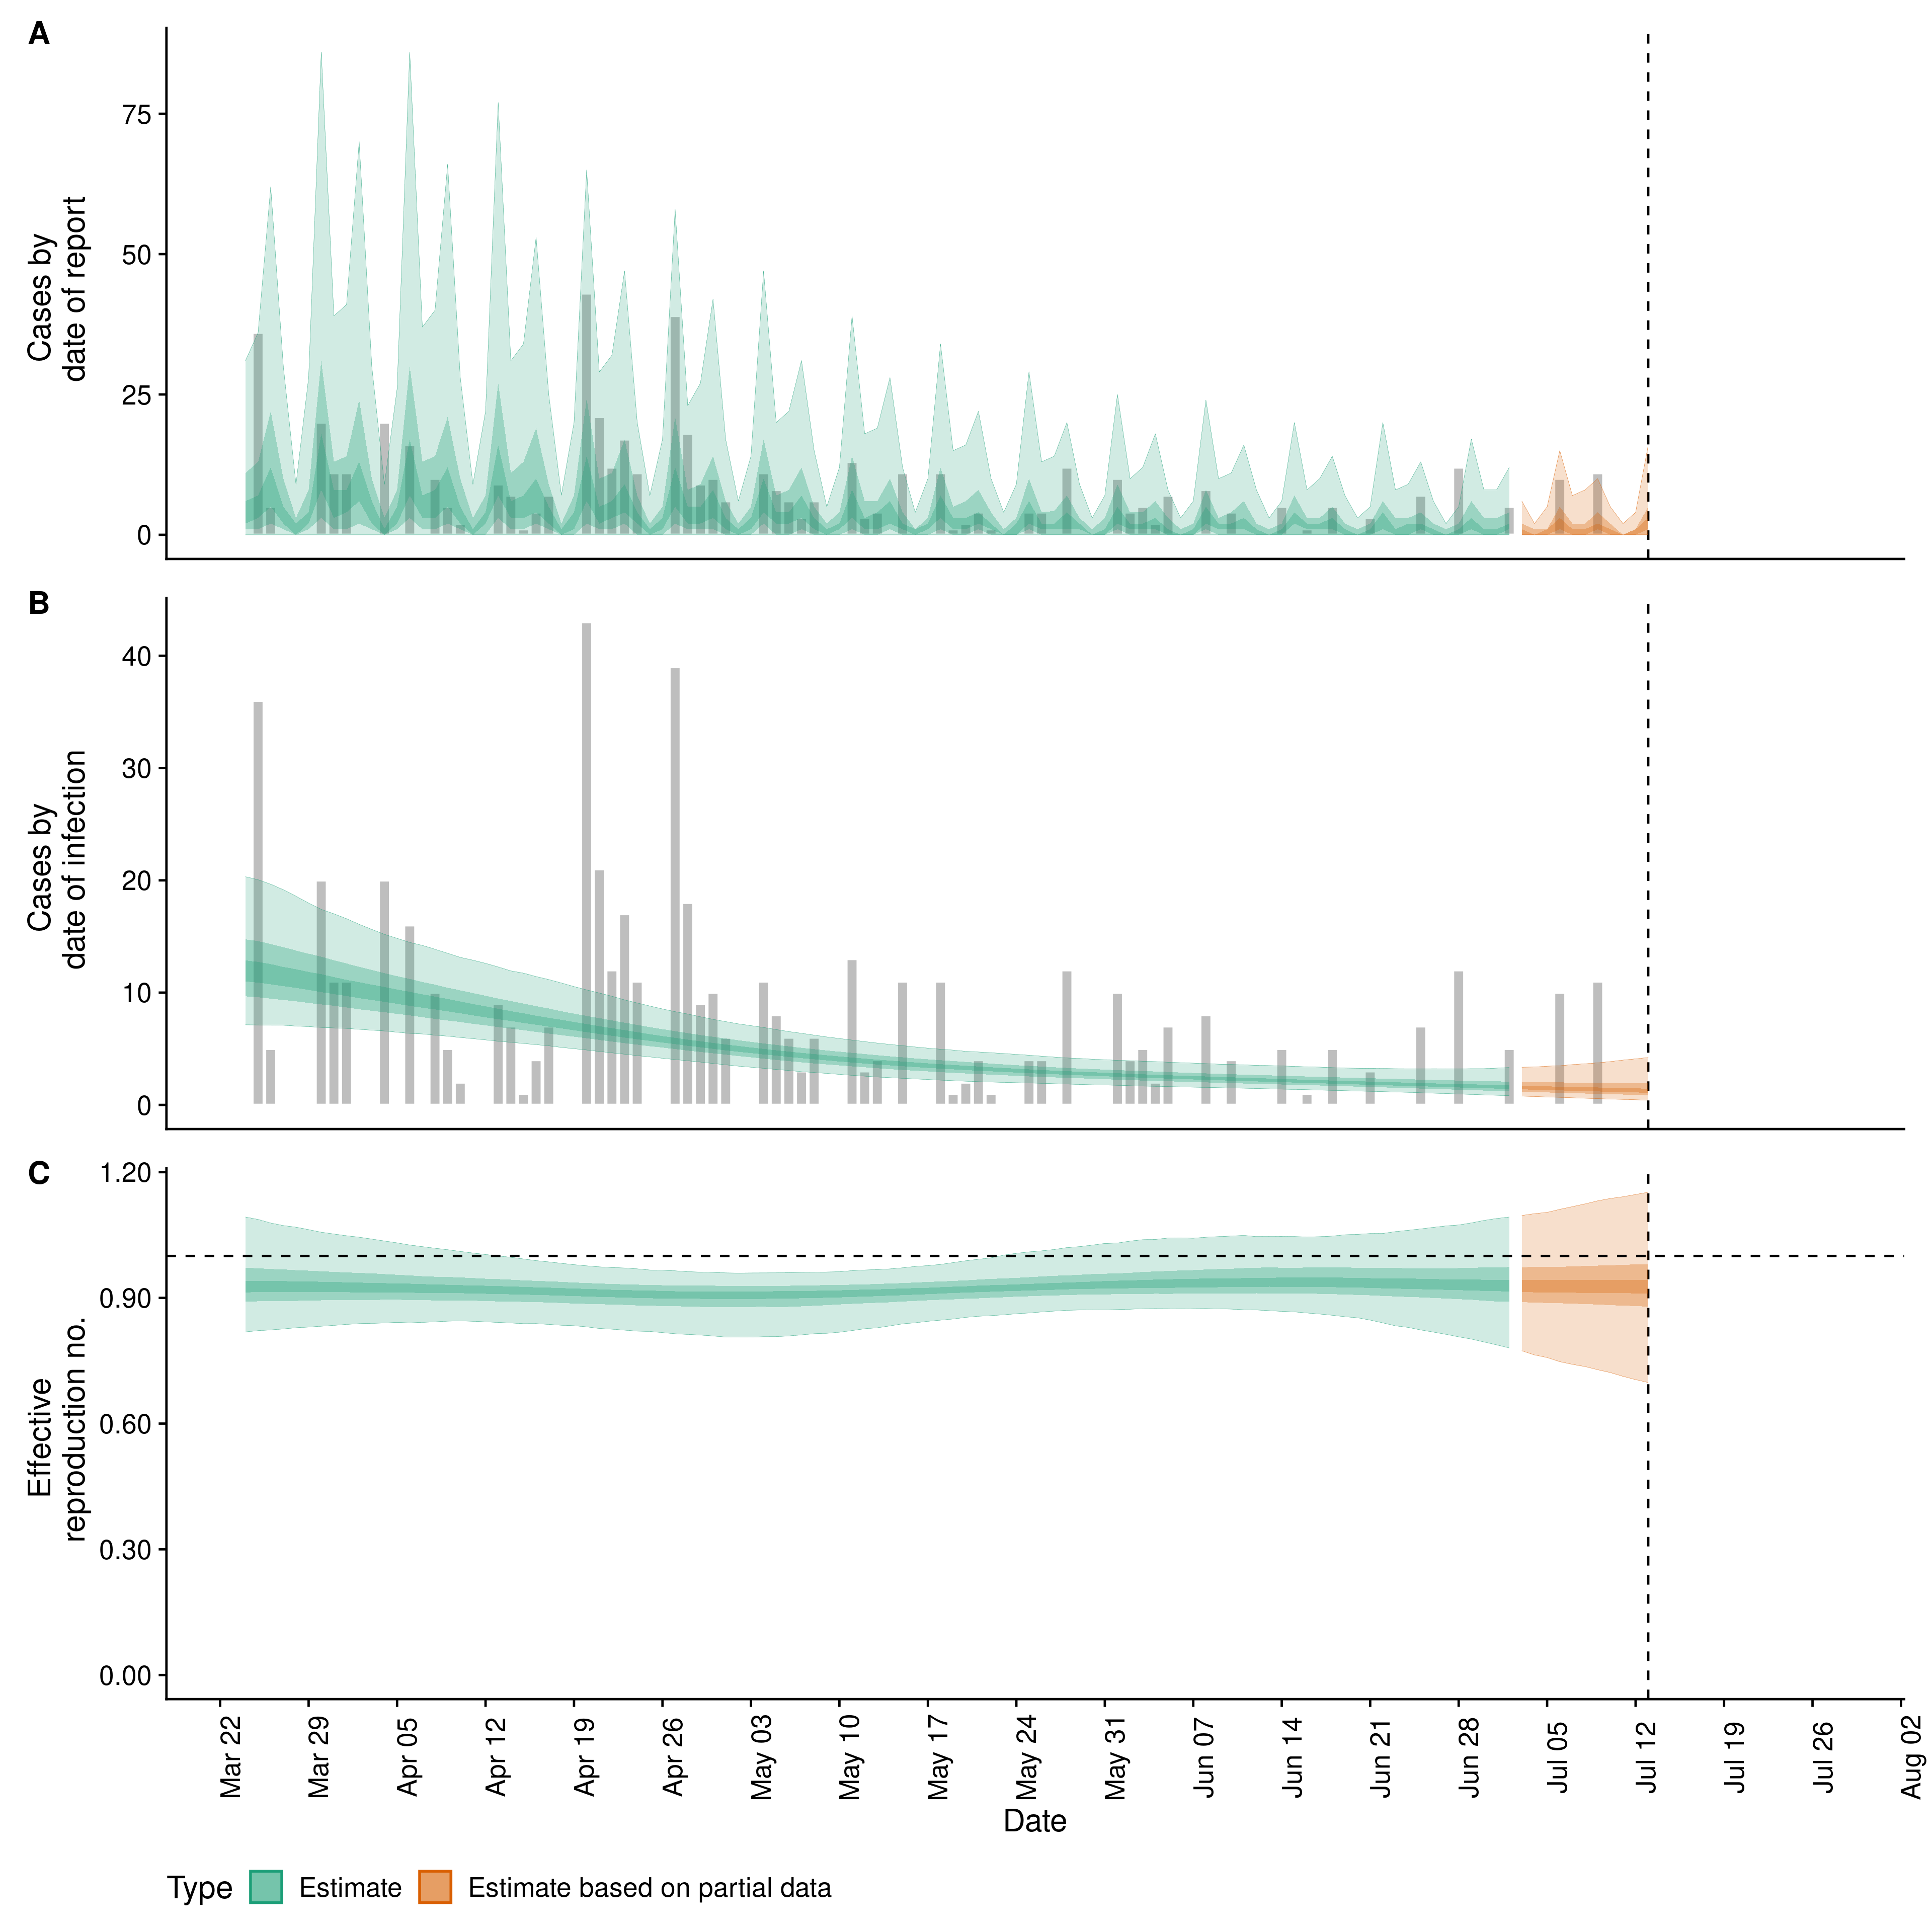 A
Cases by
date of report
75
50
25
0
B
Cases by
date of infection
40
30
20
10
0
C
Effective
reproduction no.
1.20
0.90
0.60
0.30
0.00
Mar 22
Mar 29
Apr 05
Apr 12
Apr 19
Apr 26
May 03
May 10
May 17
May 24
May 31
Jun 07
Jun 14
Jun 21
Jun 28
Jul 05
Jul 12
Jul 19
Jul 26
Aug 02
Date
Type Estimate Estimate based on partial data